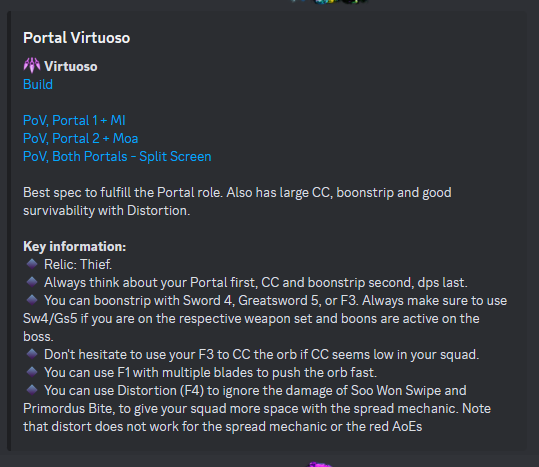 Portal Virtuoso
Virtuoso
Build
PoV, Portal 1 + MI
PoV, Portal 2 + Moa
PoV, Both Portals - Split Screen
Best spec to fulfill the Portal role. Also has large CC, boonstrip and good
survivability with Distortion.
Key information:
Relic: Thief.
Always think about your Portal first, CC and boonstrip second, dps last.
You can boonstrip with Sword 4, Greatsword 5, or F3. Always make sure to use
Sw4/Gs5 if you are on the respective weapon set and boons are active on the
boss.
Don't hesitate to use your F3 to CC the orb if CC seems low in your squad.
You can use F1 with multiple blades to push the orb fast.
You can use Distortion (F4) to ignore the damage of Soo Won Swipe and
Primordus Bite, to give your squad more space with the spread mechanic. Note
that distort does not work for the spread mechanic or the red AoEs